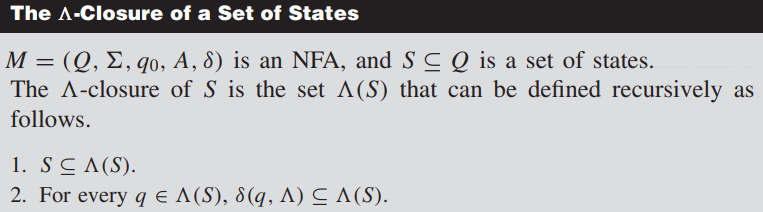 The Λ-Closure of a Set of States
M = (Q, Σ, q₀, A, δ) is an NFA, and S ⊆ Q is a set of states.
The Λ-closure of S is the set Λ(S) that can be defined recursively as
follows.
1. S ⊆ Λ(S).
2. For every q ∈ Λ(S), δ(q, Λ) ⊆ Λ(S).